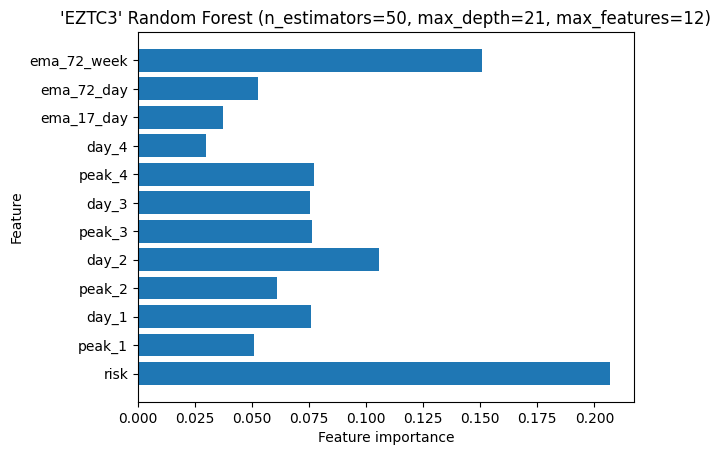 'EZTC3' Random Forest (n_estimators=50, max_depth=21, max_features=12)
Feature
ema_72_week
ema_72_day
ema_17_day
day_4
peak_4
day_3
peak_3
day_2
peak_2
day_1
peak_1
risk
0.000 0.025 0.050 0.075 0.100 0.125 0.150 0.175 0.200
Feature importance